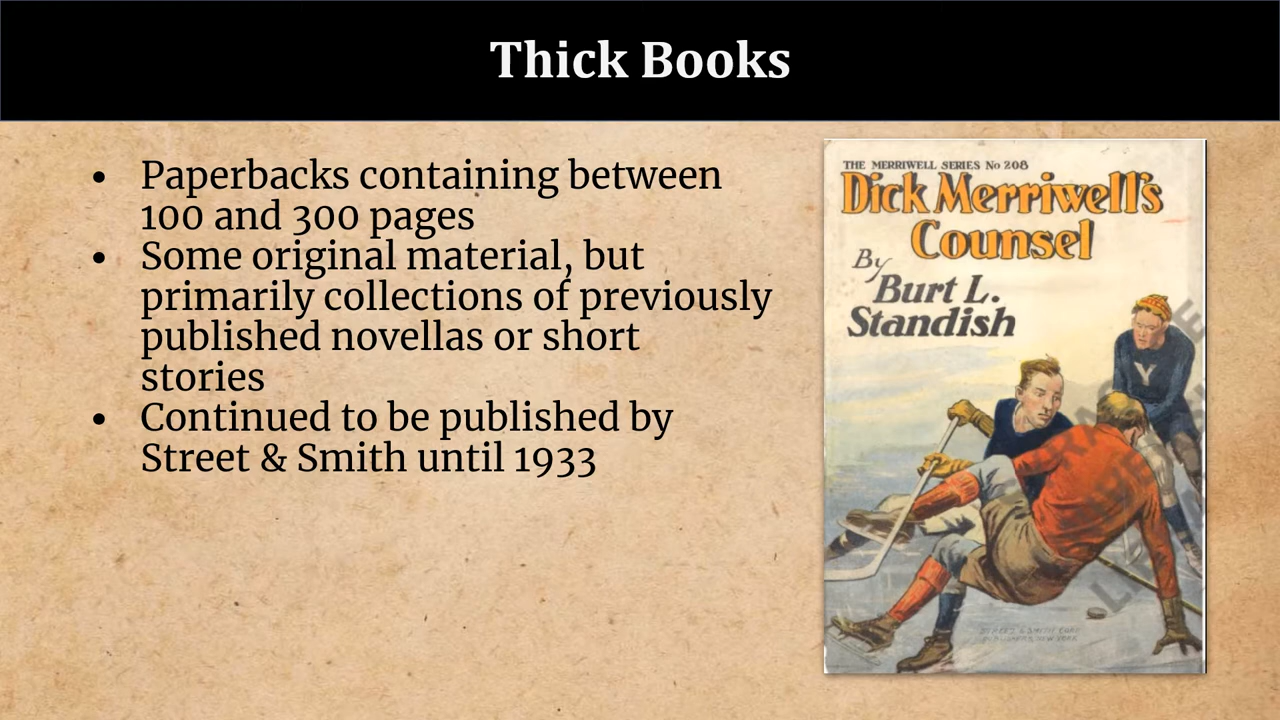 Thick Books
• Paperbacks containing between
100 and 300 pages
• Some original material, but
primarily collections of previously
published novellas or short
stories
• Continued to be published by
Street & Smith until 1933
THE MERRIWELL SERIES No 208
Dick Merriwell's
Counsel
By
Burt L.
Standish
Y